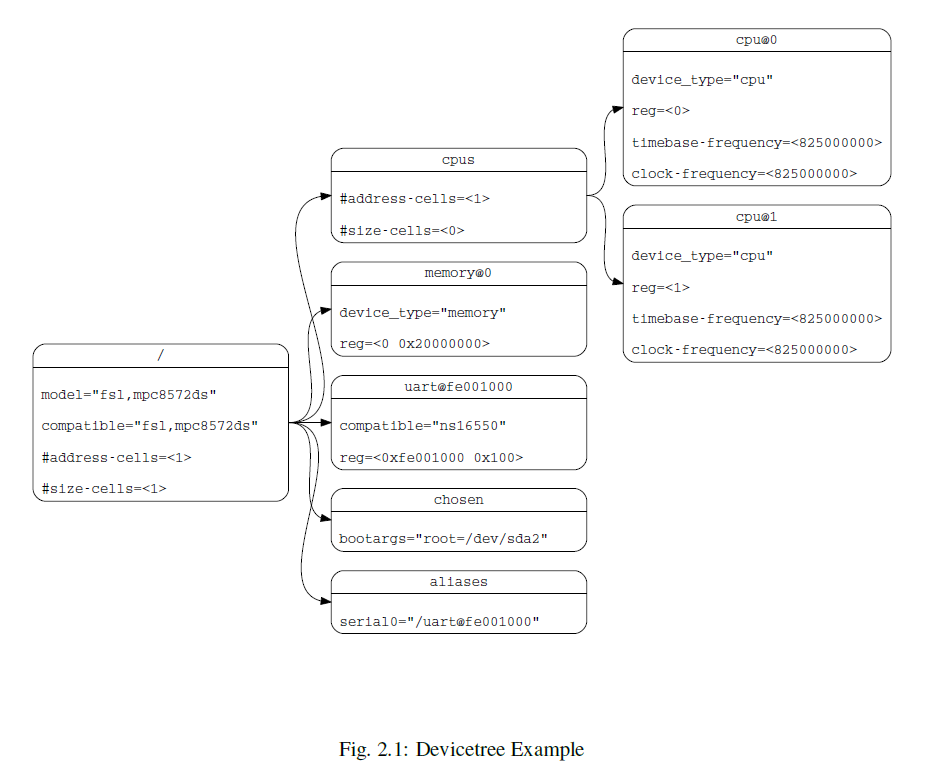 /
model="fsl,mpc8572ds"
compatible="fsl,mpc8572ds"
#address-cells=<1>
#size-cells=<1>
cpus
#address-cells=<1>
#size-cells=<0>
memory@0
device_type="memory"
reg=<0 0x20000000>
uart@fe001000
compatible="ns16550"
reg=<0xfe001000 0x100>
chosen
bootargs="root=/dev/sda2"
aliases
serial0="/uart@fe001000"
cpu@0
device_type="cpu"
reg=<0>
timebase-frequency=<825000000>
clock-frequency=<825000000>
cpu@1
device_type="cpu"
reg=<1>
timebase-frequency=<825000000>
clock-frequency=<825000000>
Fig. 2.1: Devicetree Example